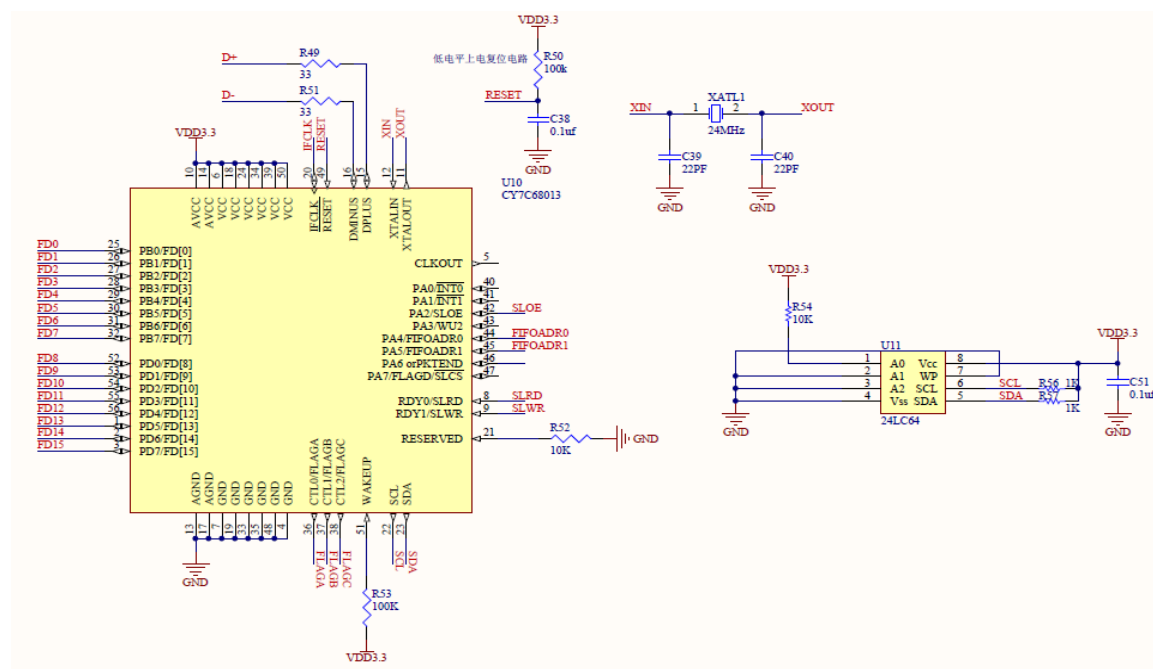 VDD3.3
R50
100k
低电平上电复位电路
RESET
C38
0.1uf
GND
D+
R49
33
D-
R51
33
XATL1
XIN
1
2
XOUT
24MHz
C39
22PF
C40
22PF
GND
GND
VDD3.3
IFCLK
RESET
XIN
XOUT
10
14
6
18
24
34
39
50
20
49
16
15
12
11
AVCC
AVCC
VCC
VCC
VCC
VCC
VCC
VCC
IFCLK
RESET
DMINUS
DPLUS
XTALIN
XTALOUT
U10
CY7C68013
FD0 25 PB0/FD[0]
FD1 26 PB1/FD[1]
FD2 27 PB2/FD[2]
FD3 28 PB3/FD[3]
FD4 29 PB4/FD[4]
FD5 30 PB5/FD[5]
FD6 31 PB6/FD[6]
FD7 32 PB7/FD[7]
FD8 52 PD0/FD[8]
FD9 53 PD1/FD[9]
FD10 54 PD2/FD[10]
FD11 55 PD3/FD[11]
FD12 56 PD4/FD[12]
FD13 1 PD5/FD[13]
FD14 2 PD6/FD[14]
FD15 3 PD7/FD[15]
CLKOUT 5
PA0/INT0 40
PA1/INT1 41
PA2/SLOE 42 SLOE
PA3/WU2 43
PA4/FIFOADR0 44 FIFOADR0
PA5/FIFOADR1 45 FIFOADR1
PA6 orPKTEND 46
PA7/FLAGD/SLCS 47
RDY0/SLRD 8 SLRD
RDY1/SLWR 9 SLWR
RESERVED 21
R52
10K
GND
AGND
AGND
GND
GND
GND
GND
GND
GND
CTL0/FLAGA
CTL1/FLAGB
CTL2/FLAGC
WAKEUP
SCL
SDA
13
17
7
19
33
35
48
4
36
37
38
51
22
23
FLAGA
FLAGB
FLAGC
SCL
SDA
GND
R53
100K
VDD3.3
VDD3.3
R54
10K
U11
1 A0 Vcc 8
2 A1 WP 7
3 A2 SCL 6 SCL R56 1K
4 Vss SDA 5 SDA R57 1K
24LC64
GND
VDD3.3
C51
0.1uf
GND